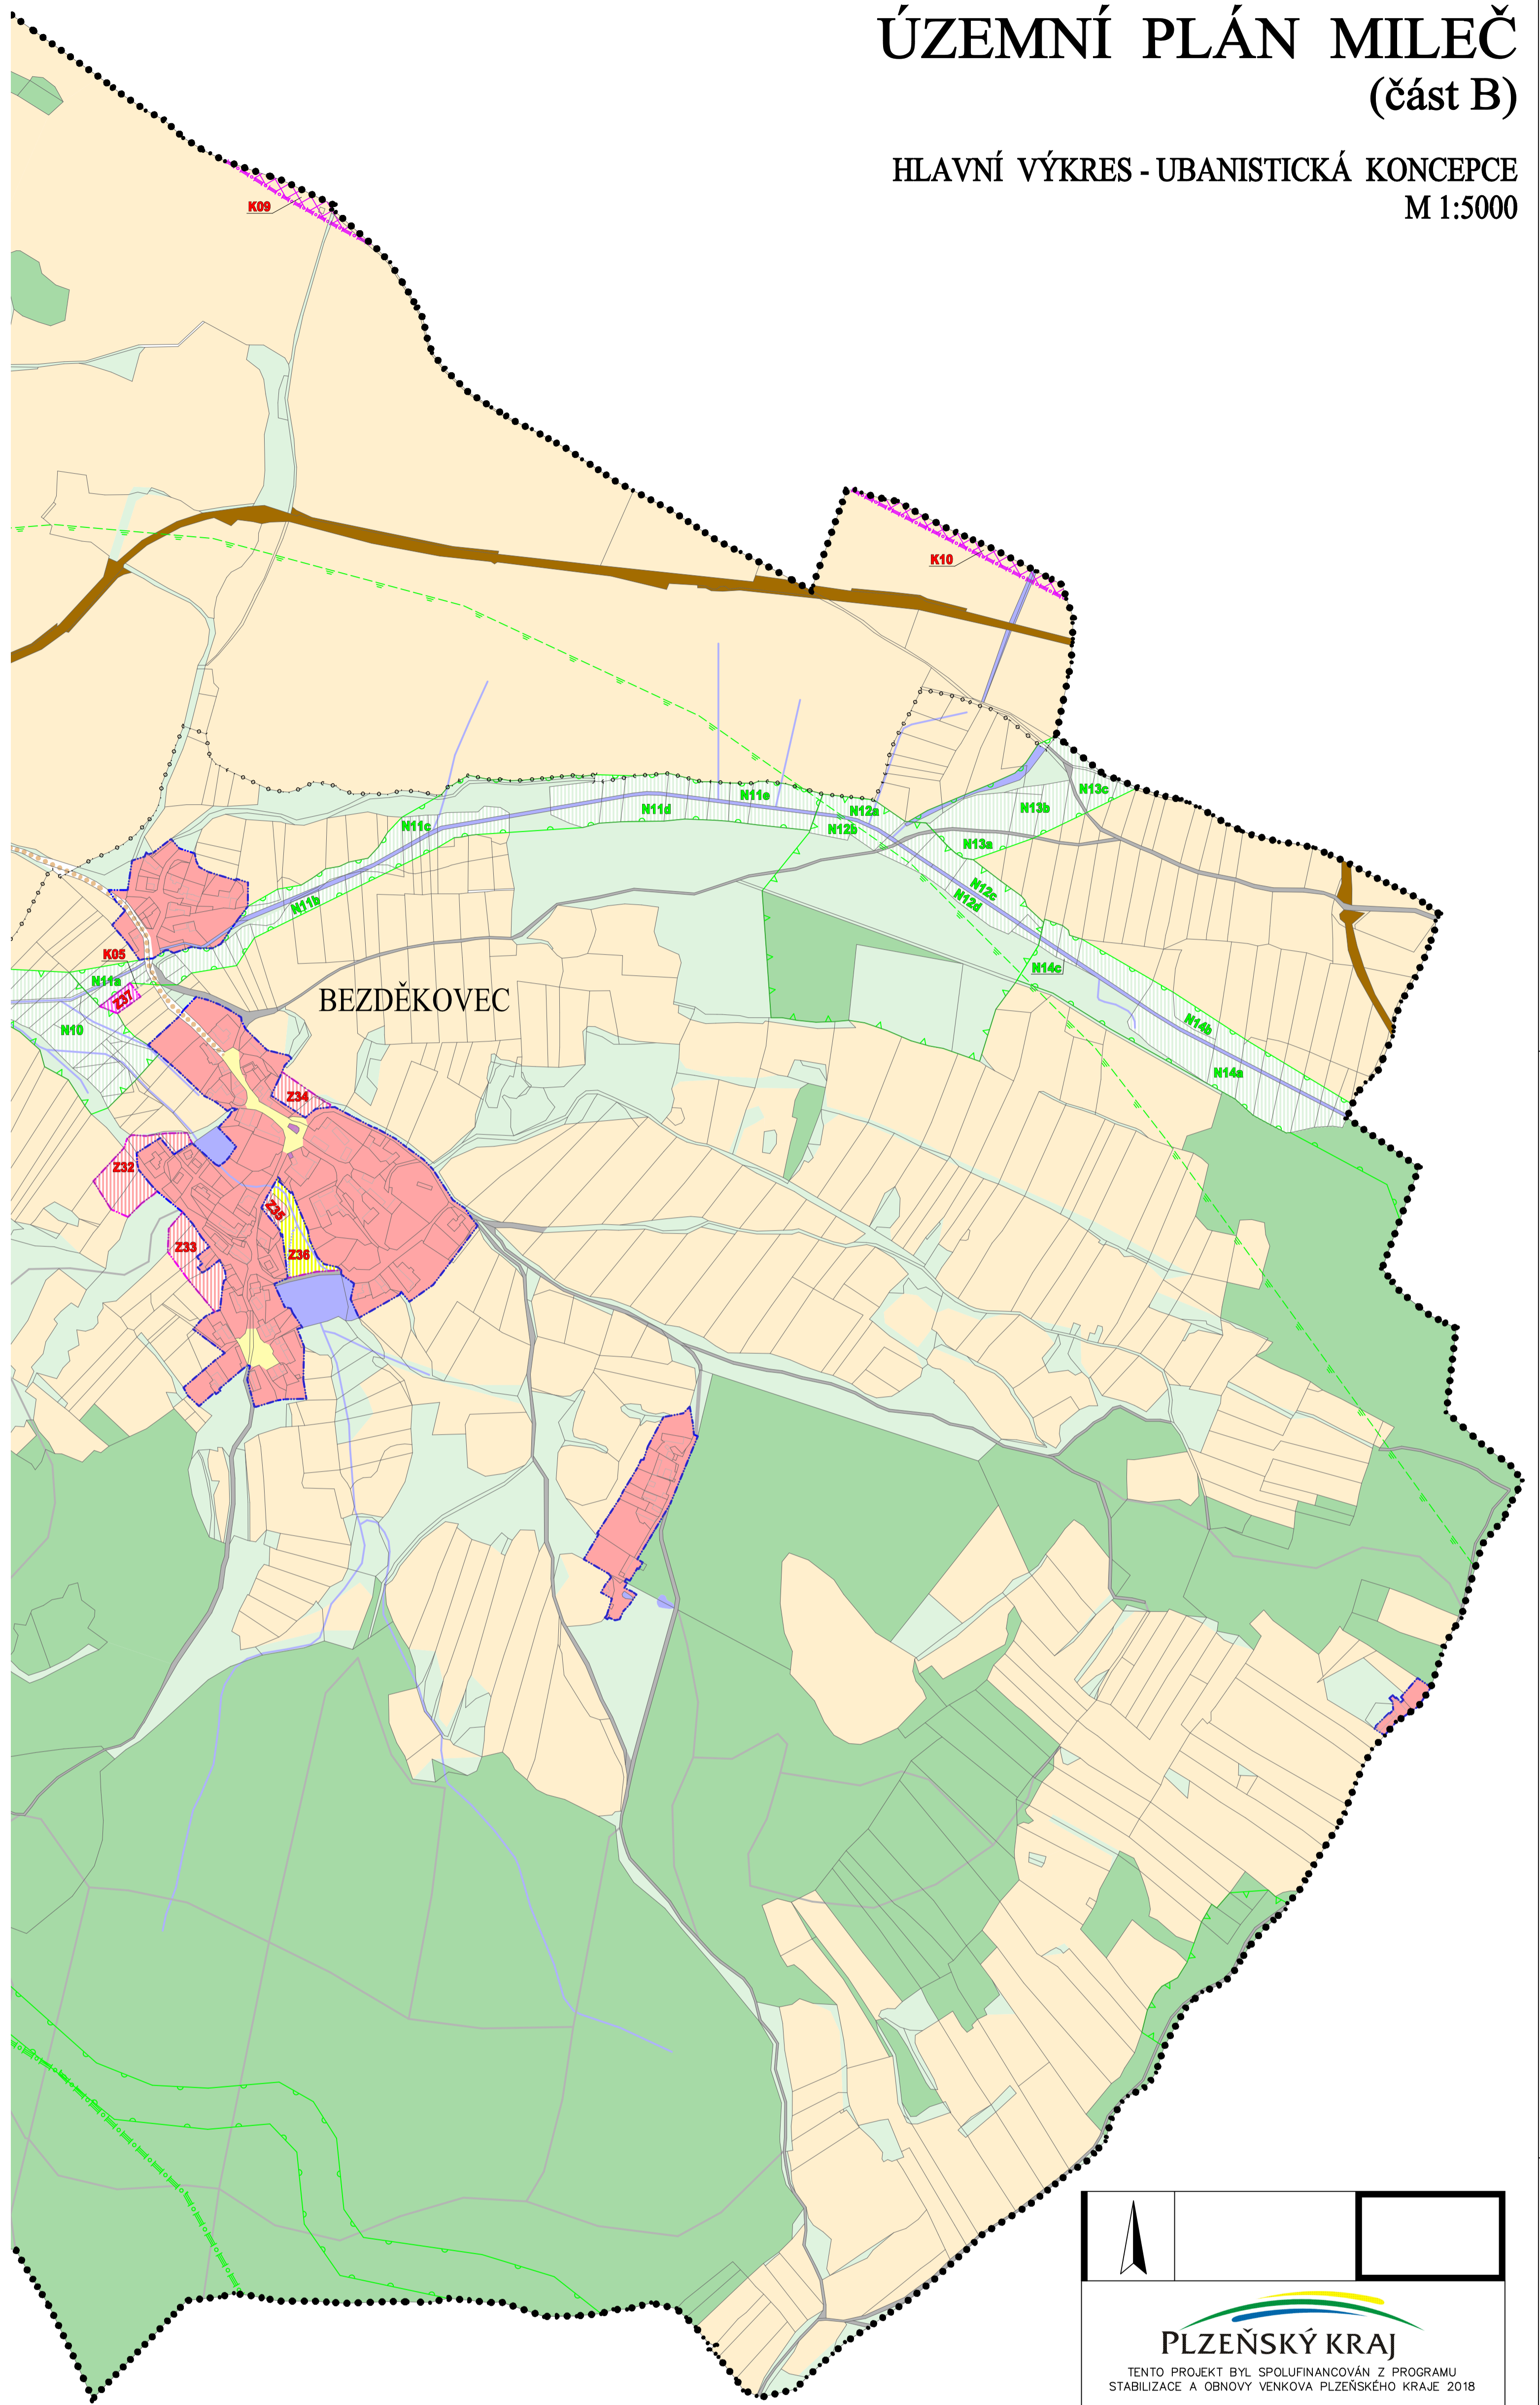 ÚZEMNÍ PLÁN MILEČ
(část B)
HLAVNÍ VÝKRES - UBANISTICKÁ KONCEPCE
M 1:5000
K09
K10
N13c
N11e
N11d
N12a
N13b
N11c
N12b
N13a
N12c
N12d
N11b
K05
N14c
N11a
Z37
BEZDĚKOVEC
N10
N14b
N14a
Z34
Z32
Z35
Z33
Z36
PLZEŇSKÝ KRAJ
TENTO PROJEKT BYL SPOLUFINANCOVÁN Z PROGRAMU
STABILIZACE A OBNOVY VENKOVA PLZEŇSKÉHO KRAJE 2018